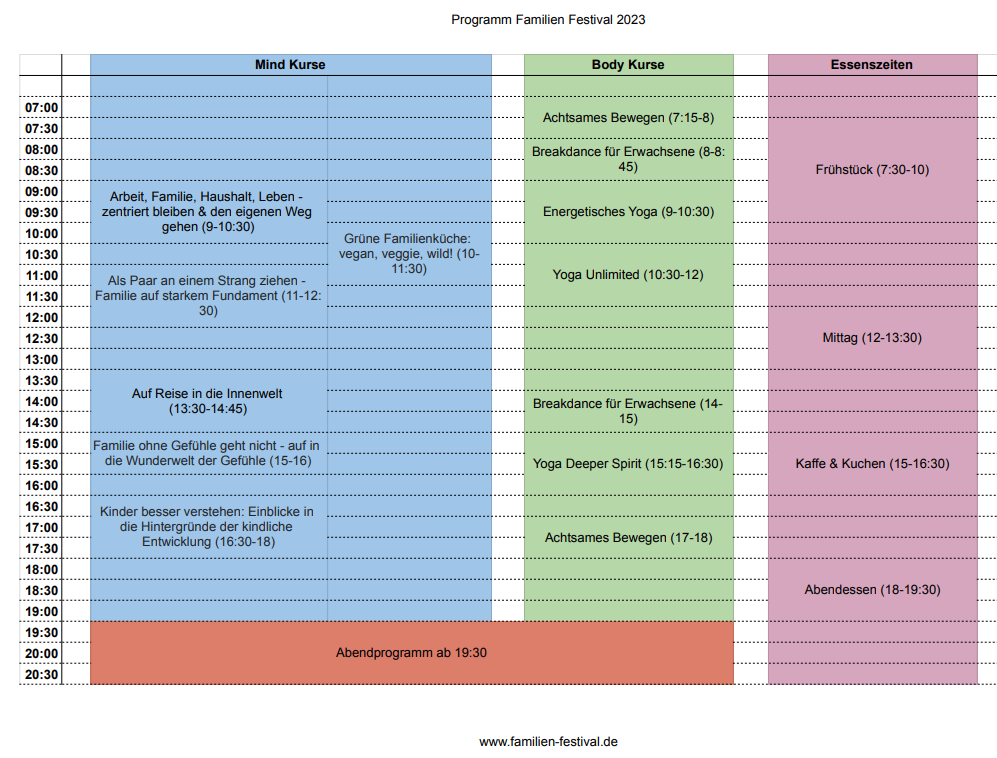 Programm Familien Festival 2023
Mind Kurse
Body Kurse
Essenszeiten
07:00
07:30
08:00
08:30
09:00
09:30
10:00
10:30
11:00
11:30
12:00
12:30
13:00
13:30
14:00
14:30
15:00
15:30
16:00
16:30
17:00
17:30
18:00
18:30
19:00
19:30
20:00
20:30
Arbeit, Familie, Haushalt, Leben -
zentriert bleiben & den eigenen Weg
gehen (9-10:30)
Als Paar an einem Strang ziehen -
Familie auf starkem Fundament (11-12:
30)
Auf Reise in die Innenwelt
(13:30-14:45)
Familie ohne Gefühle geht nicht - auf in
die Wunderwelt der Gefühle (15-16)
Kinder besser verstehen: Einblicke in
die Hintergründe der kindliche
Entwicklung (16:30-18)
Grüne Familienküche:
vegan, veggie, wild! (10-
11:30)
Achtsames Bewegen (7:15-8)
Breakdance für Erwachsene (8-8:
45)
Energetisches Yoga (9-10:30)
Yoga Unlimited (10:30-12)
Breakdance für Erwachsene (14-
15)
Yoga Deeper Spirit (15:15-16:30)
Achtsames Bewegen (17-18)
Frühstück (7:30-10)
Mittag (12-13:30)
Kaffe & Kuchen (15-16:30)
Abendessen (18-19:30)
Abendprogramm ab 19:30
www.familien-festival.de